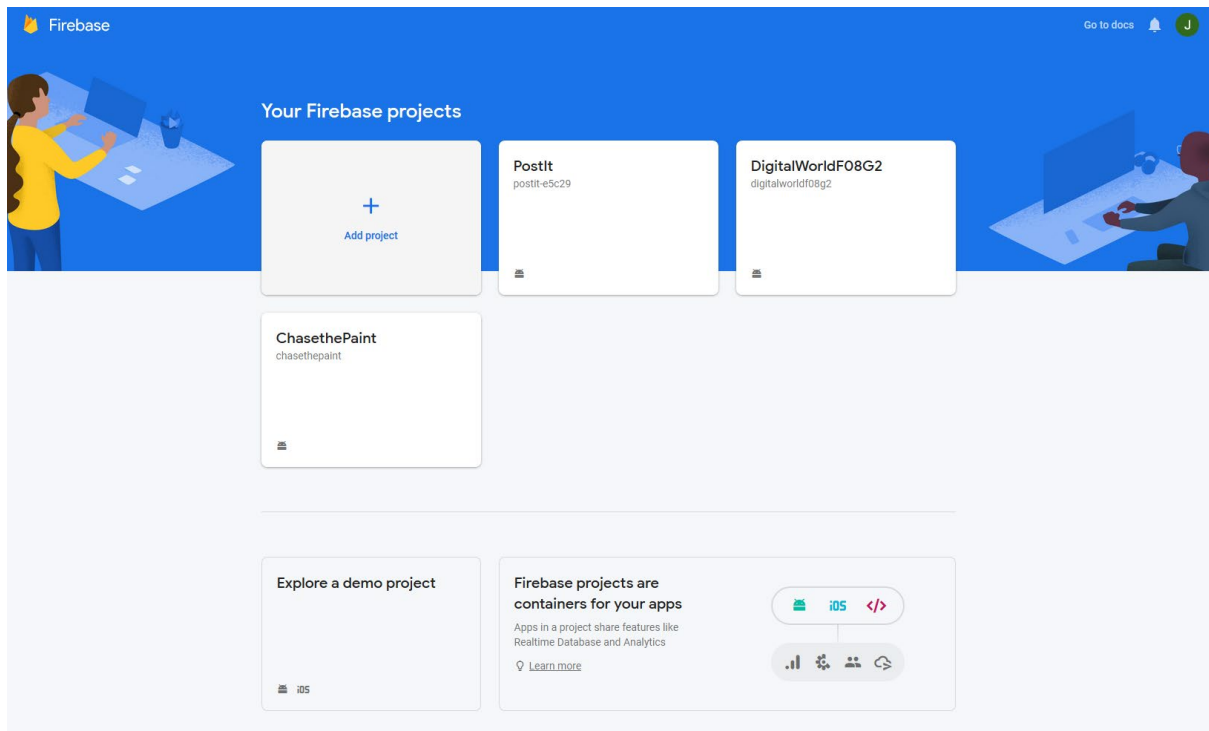 Firebase
Go to docs
J
Your Firebase projects
Add project
PostIt
postit-e5c29
DigitalWorldF08G2
digitalworldf08g2
ChasethePaint
chasethepaint
Explore a demo project
iOS
Firebase projects are
containers for your apps
Apps in a project share features like
Realtime Database and Analytics
Learn more
iOS </>